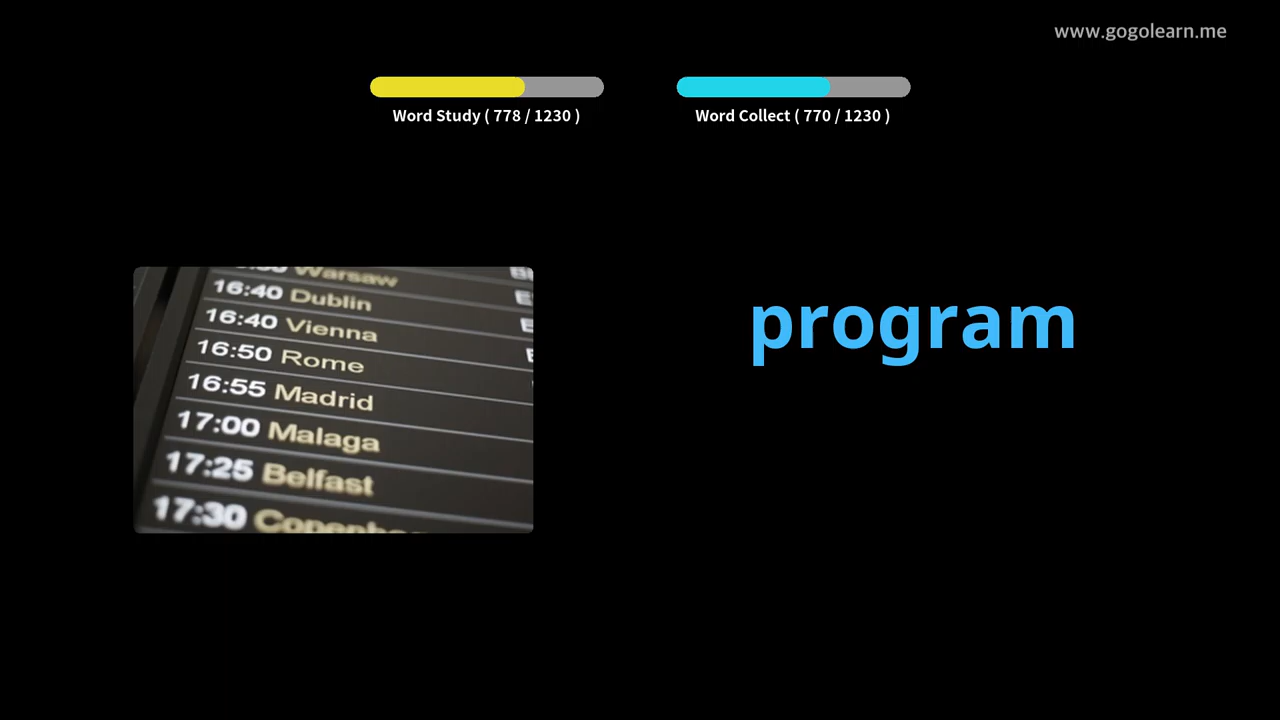 www.gogolearn.me
Word Study ( 778 / 1230 )
Word Collect ( 770 / 1230 )
Warsaw
16:40 Dublin
16:40 Vienna
16:50 Rome
16:55 Madrid
17:00 Malaga
17:25 Belfast
17:30
program